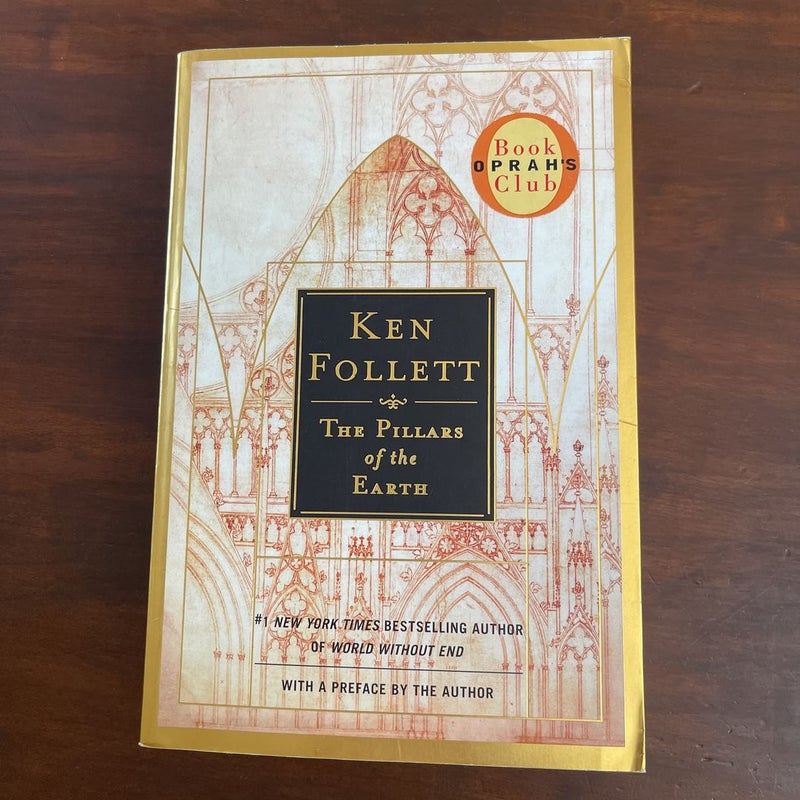 Book
OPRAH'S
Club
KEN
FOLLETT
THE PILLARS
of the
EARTH
#1 NEW YORK TIMES BESTSELLING AUTHOR
OF WORLD WITHOUT END
WITH A PREFACE BY THE AUTHOR